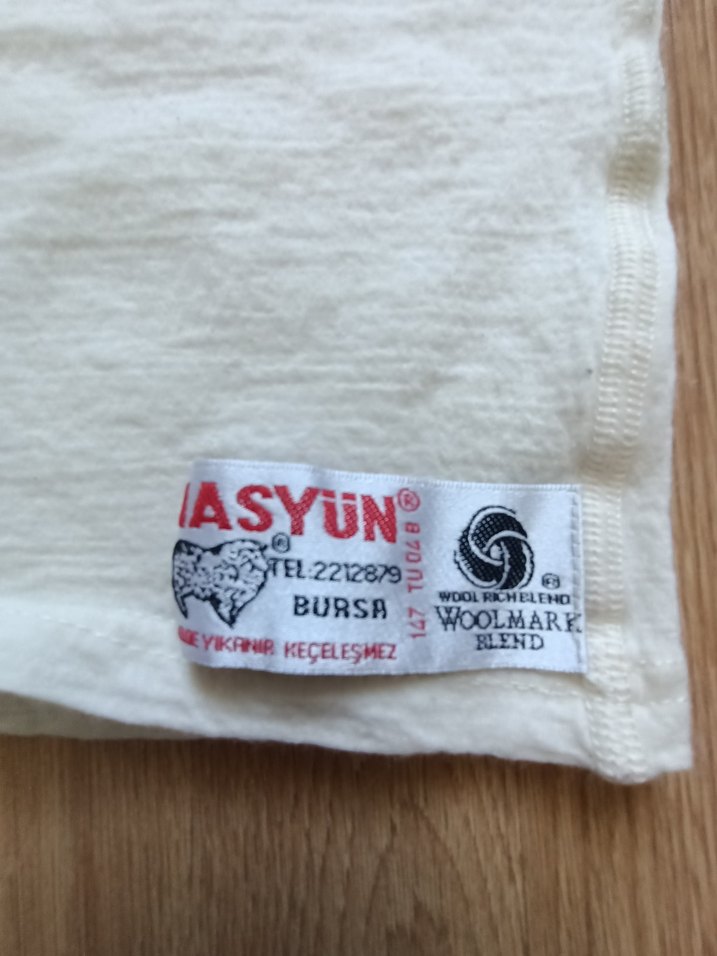 ASYÜN®
®
TEL:2212879
BURSA
YIKANIR KEÇELEŞMEZ
147 TU 04 B
®
WOOL RICH BLEND
WOOLMARK
BLEND